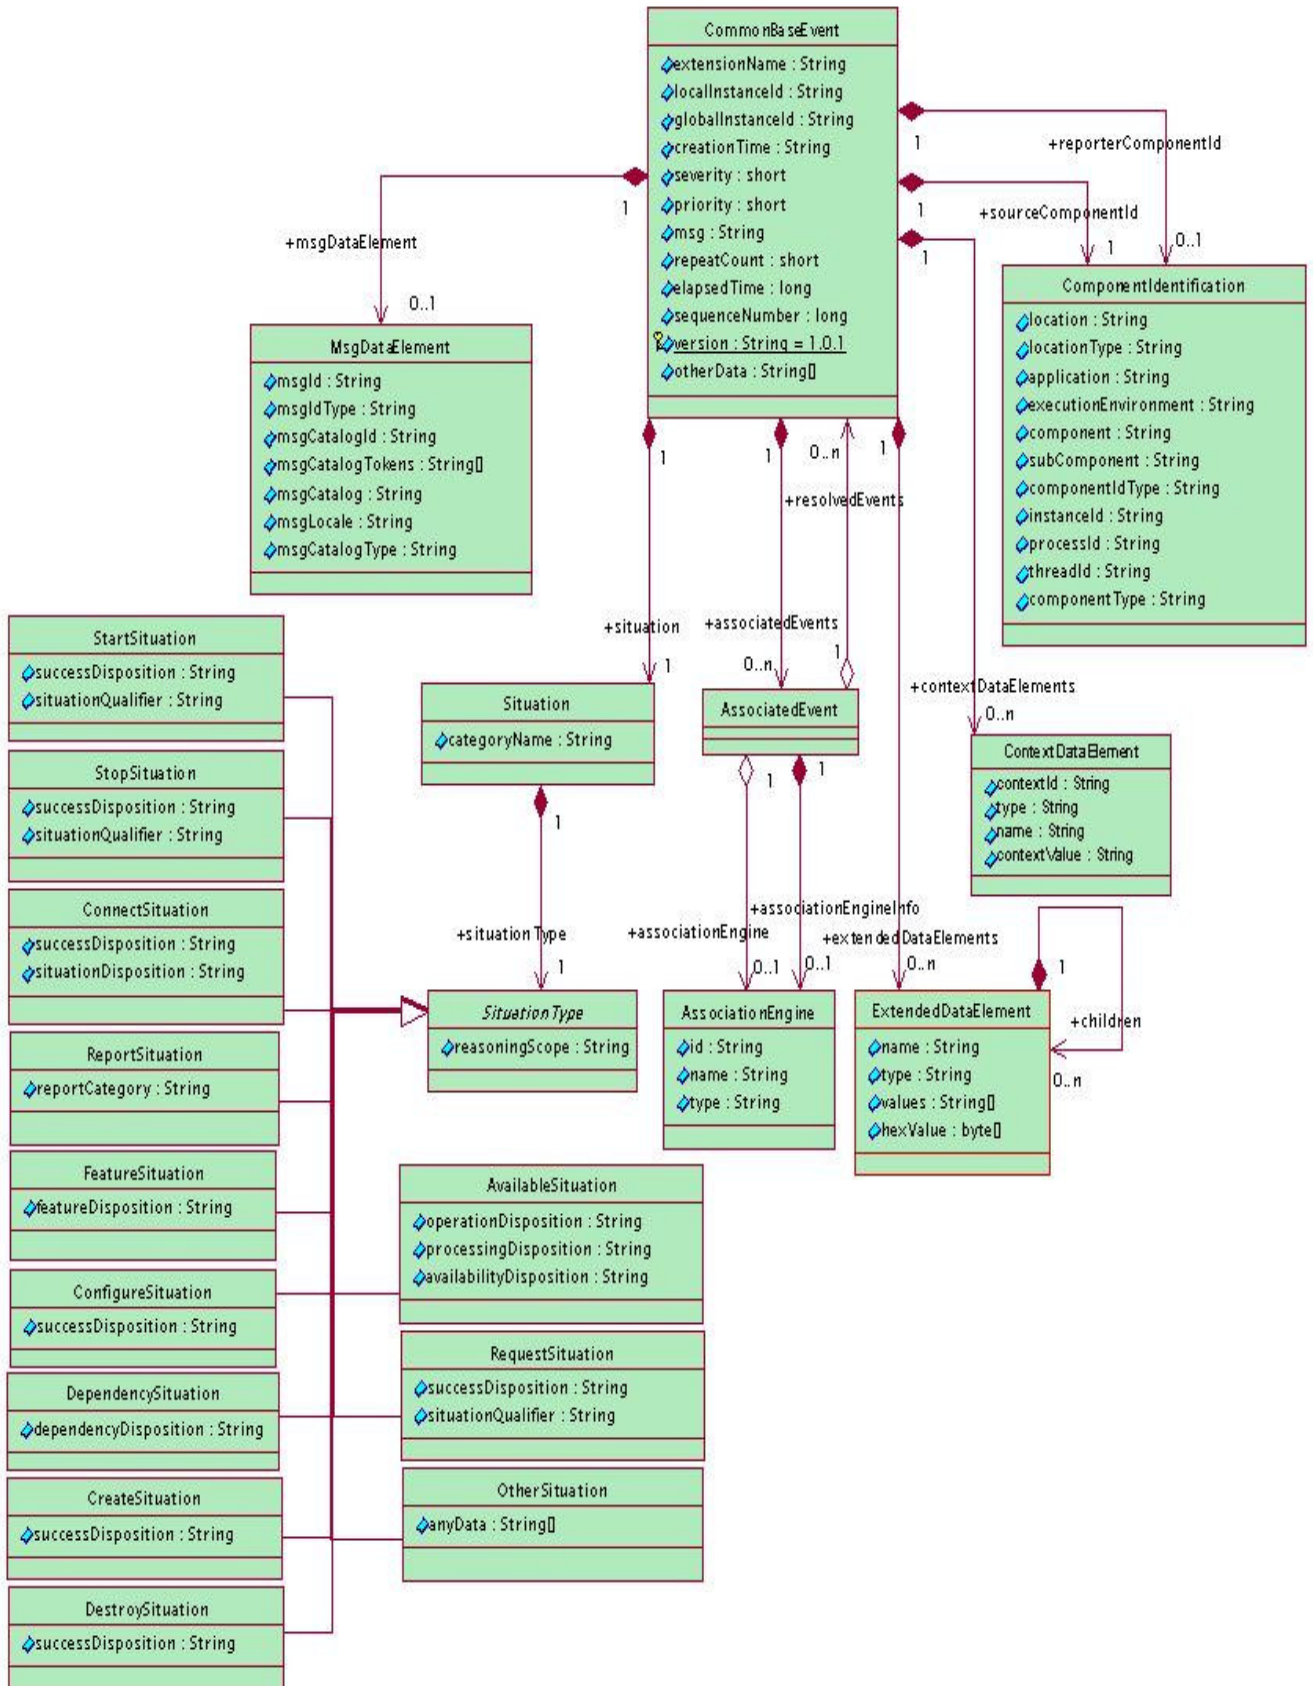 CommonBaseEvent
extensionName : String
localInstanceId : String
globalInstanceId : String
creationTime : String
severity : short
priority : short
msg : String
repeatCount : short
elapsedTime : long
sequenceNumber : long
version : String = 1.0.1
otherData : String[]
1
+reporterComponentId
1
+sourceComponentId
1
1
0..1
1
+msgDataElement
0..1
ComponentIdentification
location : String
locationType : String
application : String
executionEnvironment : String
component : String
subComponent : String
componentIdType : String
instanceId : String
processId : String
threadId : String
componentType : String
MsgDataElement
msgId : String
msgIdType : String
msgCatalogId : String
msgCatalogTokens : String[]
msgCatalog : String
msgLocale : String
msgCatalogType : String
1
1
0..n
1
+resolvedEvents
+situation
1
+associatedEvents
0..n
1
+contextDataElements
0..n
StartSituation
successDisposition : String
situationQualifier : String
Situation
categoryName : String
1
AssociatedEvent
1
1
ContextDataElement
contextId : String
type : String
name : String
contextValue : String
StopSituation
successDisposition : String
situationQualifier : String
ConnectSituation
successDisposition : String
situationDisposition : String
+situationType
1
+associationEngineInfo
+associationEngine
0..1
0..1
+extendedDataElements
0..n
1
+children
0..n
SituationType
reasoningScope : String
AssociationEngine
id : String
name : String
type : String
ExtendedDataElement
name : String
type : String
values : String[]
hexValue : byte[]
ReportSituation
reportCategory : String
FeatureSituation
featureDisposition : String
AvailableSituation
operationDisposition : String
processingDisposition : String
availabilityDisposition : String
ConfigureSituation
successDisposition : String
RequestSituation
successDisposition : String
situationQualifier : String
DependencySituation
dependencyDisposition : String
CreateSituation
successDisposition : String
OtherSituation
anyData : String[]
DestroySituation
successDisposition : String